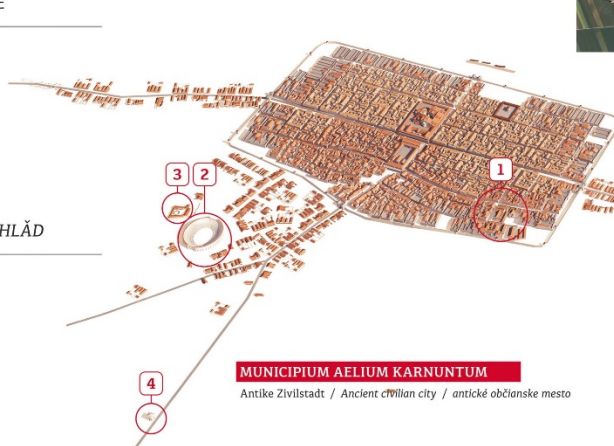 E
HLĂD
3
2
1
4
MUNICIPIUM AELIUM KARNUNTUM
Antike Zivilstadt / Ancient civilian city / antické občianske mesto